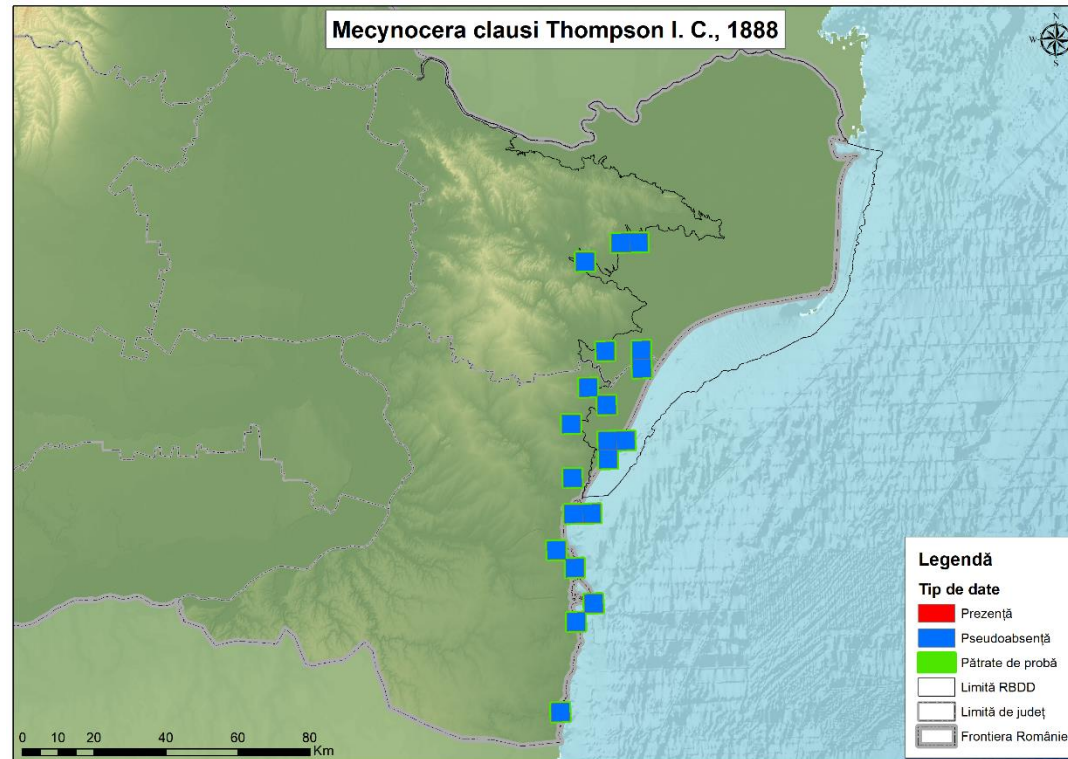 Mecynocera clausi Thompson I. C., 1888
N
W E
S
Legendă
Tip de date
Prezență
Pseudoabsență
Pătrate de probă
Limită RBDD
Limită de județ
Frontiera Românie
0 10 20 40 60 80
Km